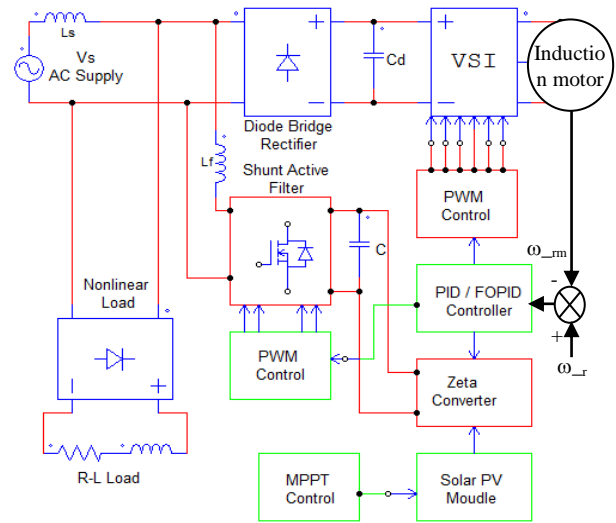 Ls
Vs
AC Supply
Diode Bridge
Rectifier
Cd
VSI
Inductio
n motor
Lf
Shunt Active
Filter
C
PWM
Control
ω_rm
-
PID / FOPID
Controller
+
ω_r
Nonlinear
Load
PWM
Control
Zeta
Converter
R-L Load
MPPT
Control
Solar PV
Moudle